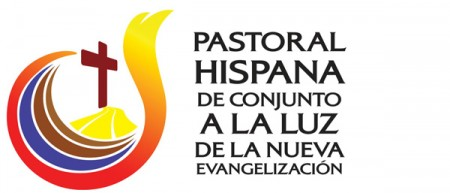 PASTORAL
HISPANA
DE CONJUNTO
A LA LUZ
DE LA NUEVA
EVANGELIZACIÓN